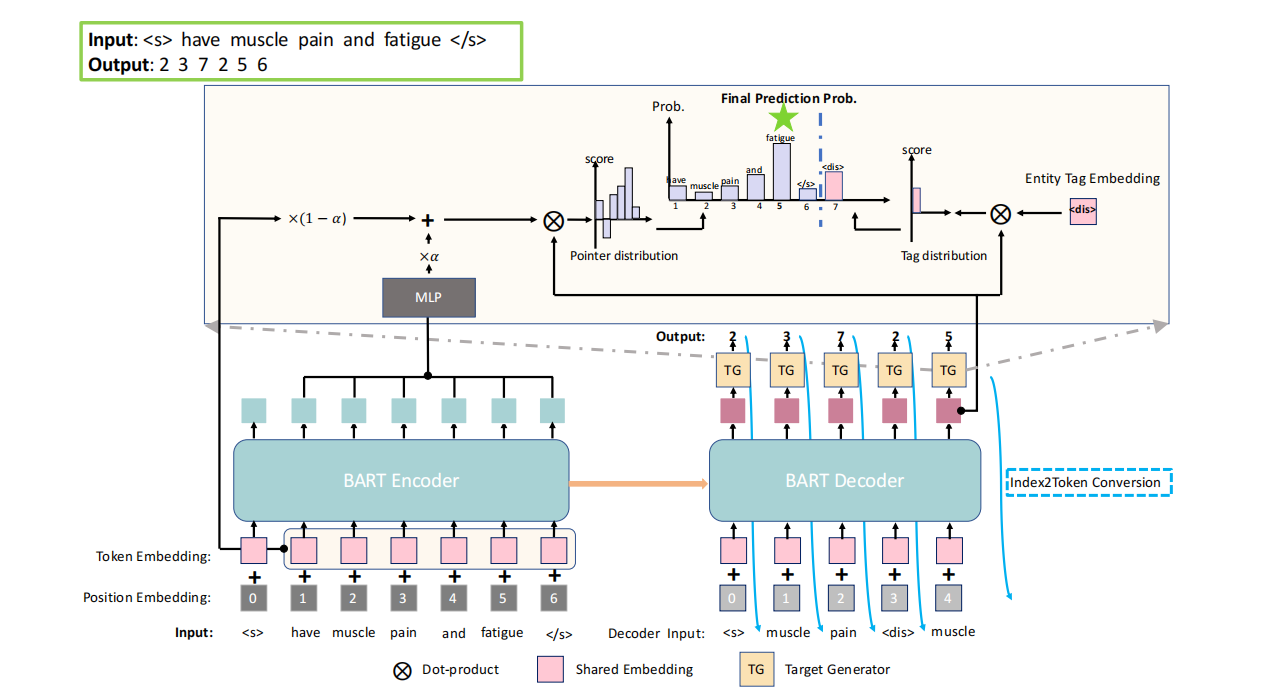 Input: <s> have muscle pain and fatigue </s>
Output: 2 3 7 2 5 6
Final Prediction Prob.
Prob.
fatigue
score
have
muscle
pain
and
</s>
<dis>
1 2 3 4 5 6 7
score
Entity Tag Embedding
<dis>
×(1 − α)
+
×α
Pointer distribution
Tag distribution
MLP
Output: 2 3 7 2 5
TG TG TG TG TG
BART Encoder
BART Decoder
Index2Token Conversion
Token Embedding:
+ + + + + + +
+ + + + +
Position Embedding: 0 1 2 3 4 5 6
0 1 2 3 4
Input: <s> have muscle pain and fatigue </s>
Decoder Input: <s> muscle pain <dis> muscle
Dot-product
Shared Embedding
TG Target Generator